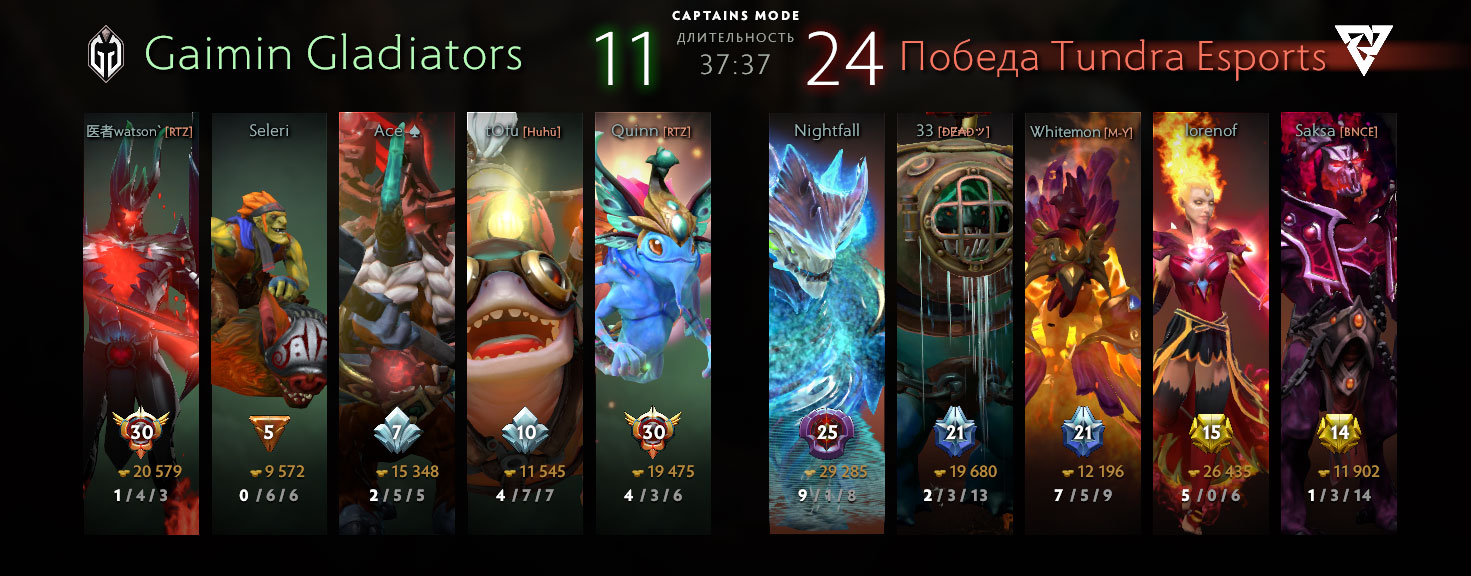 CAPTAINS MODE
Gaimin Gladiators
11
ДЛИТЕЛЬНОСТЬ
37:37
24
Победа Tundra Esports
医者watson` [RTZ]
Seleri
Ace ♠
tOfu [Huhū]
Quinn [RTZ]
Nightfall
33 [ĐɆȺĐツ]
Whitemon [M-Y]
lorenof
Saksa [BNCE]
30
5
7
10
30
25
21
21
15
14
20 579
9 572
15 348
11 545
19 475
29 285
19 680
12 196
26 435
11 902
1 / 4 / 3
0 / 6 / 6
2 / 5 / 5
4 / 7 / 7
4 / 3 / 6
9 / 1 / 8
2 / 3 / 13
7 / 5 / 9
5 / 0 / 6
1 / 3 / 14